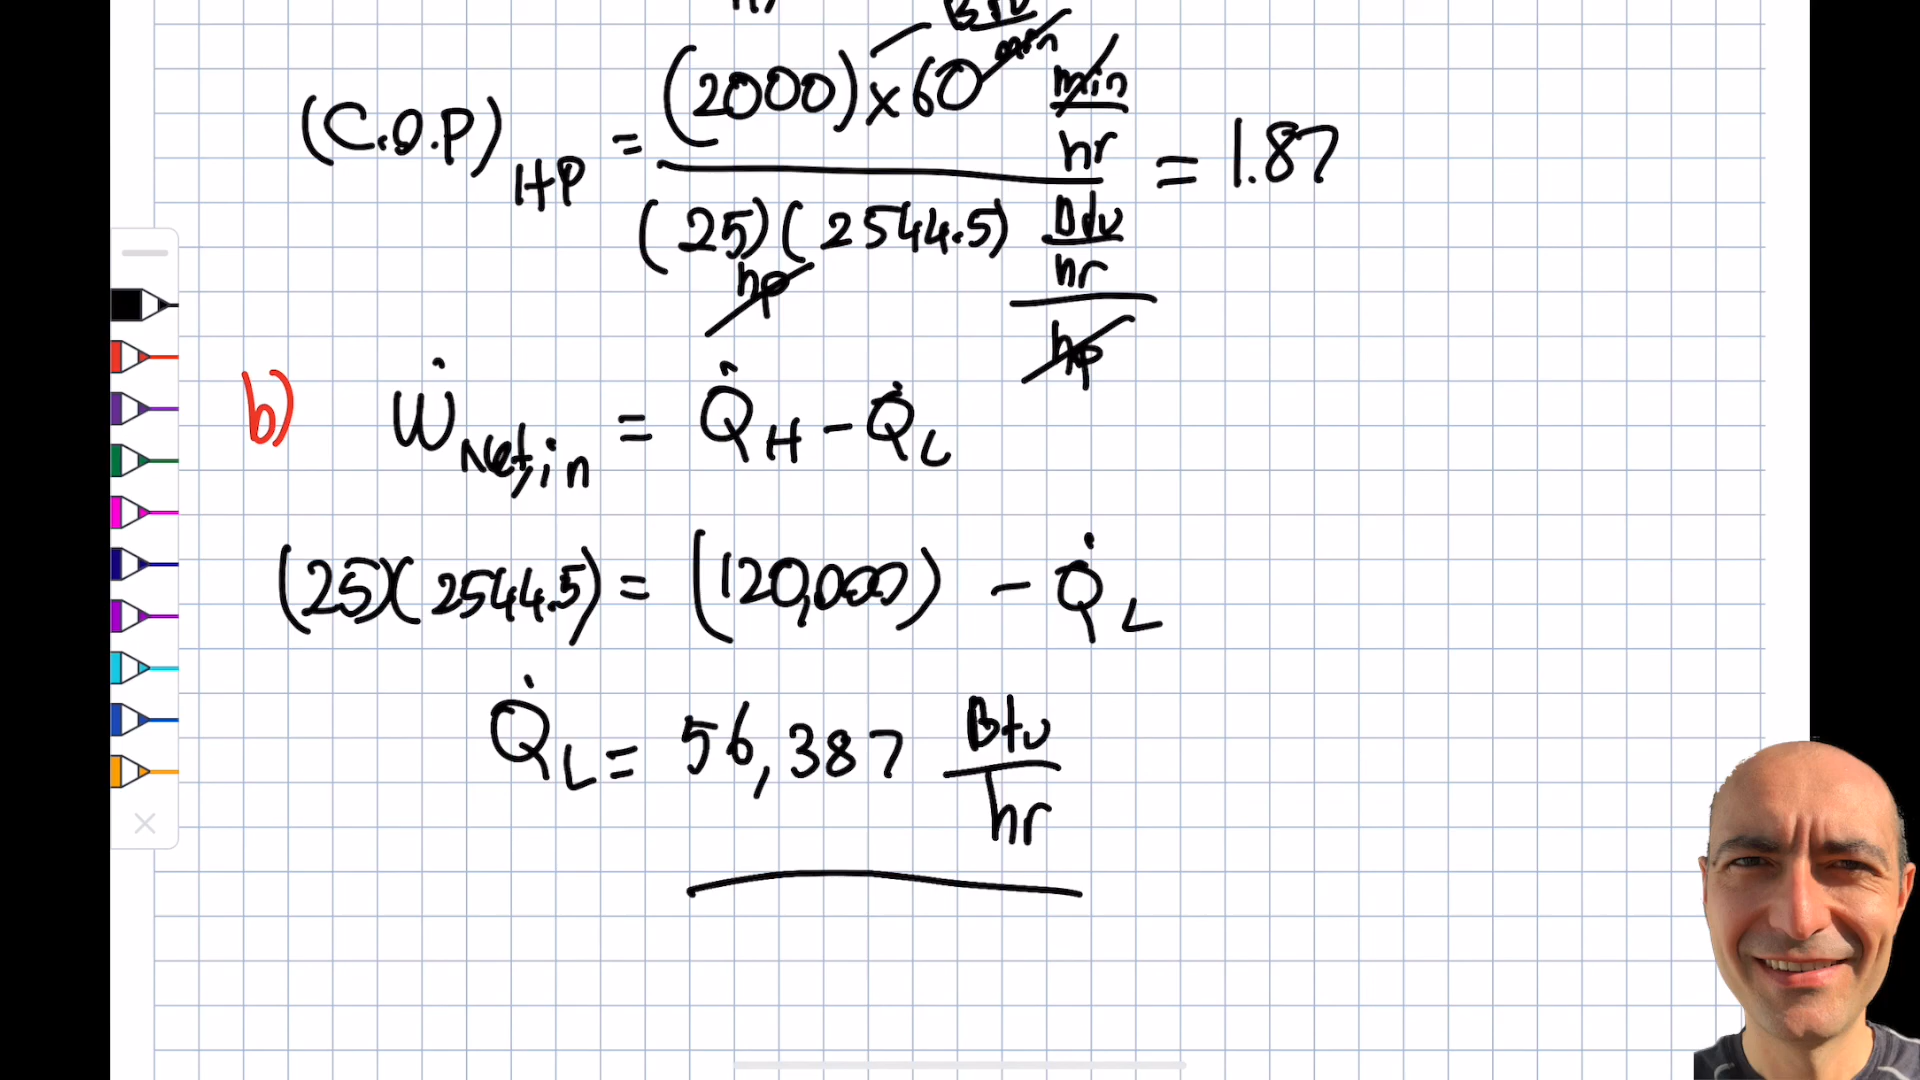 Btu
min
(C.O.P)HP = (2000) x 60 min/hr = 1.87
(25)(2544.5) Btu/hr
hp hp
b) ẆNet,in = Q̇H - Q̇L
(25)(2544.5) = (120,000) - Q̇L
Q̇L = 56,387 Btu/hr